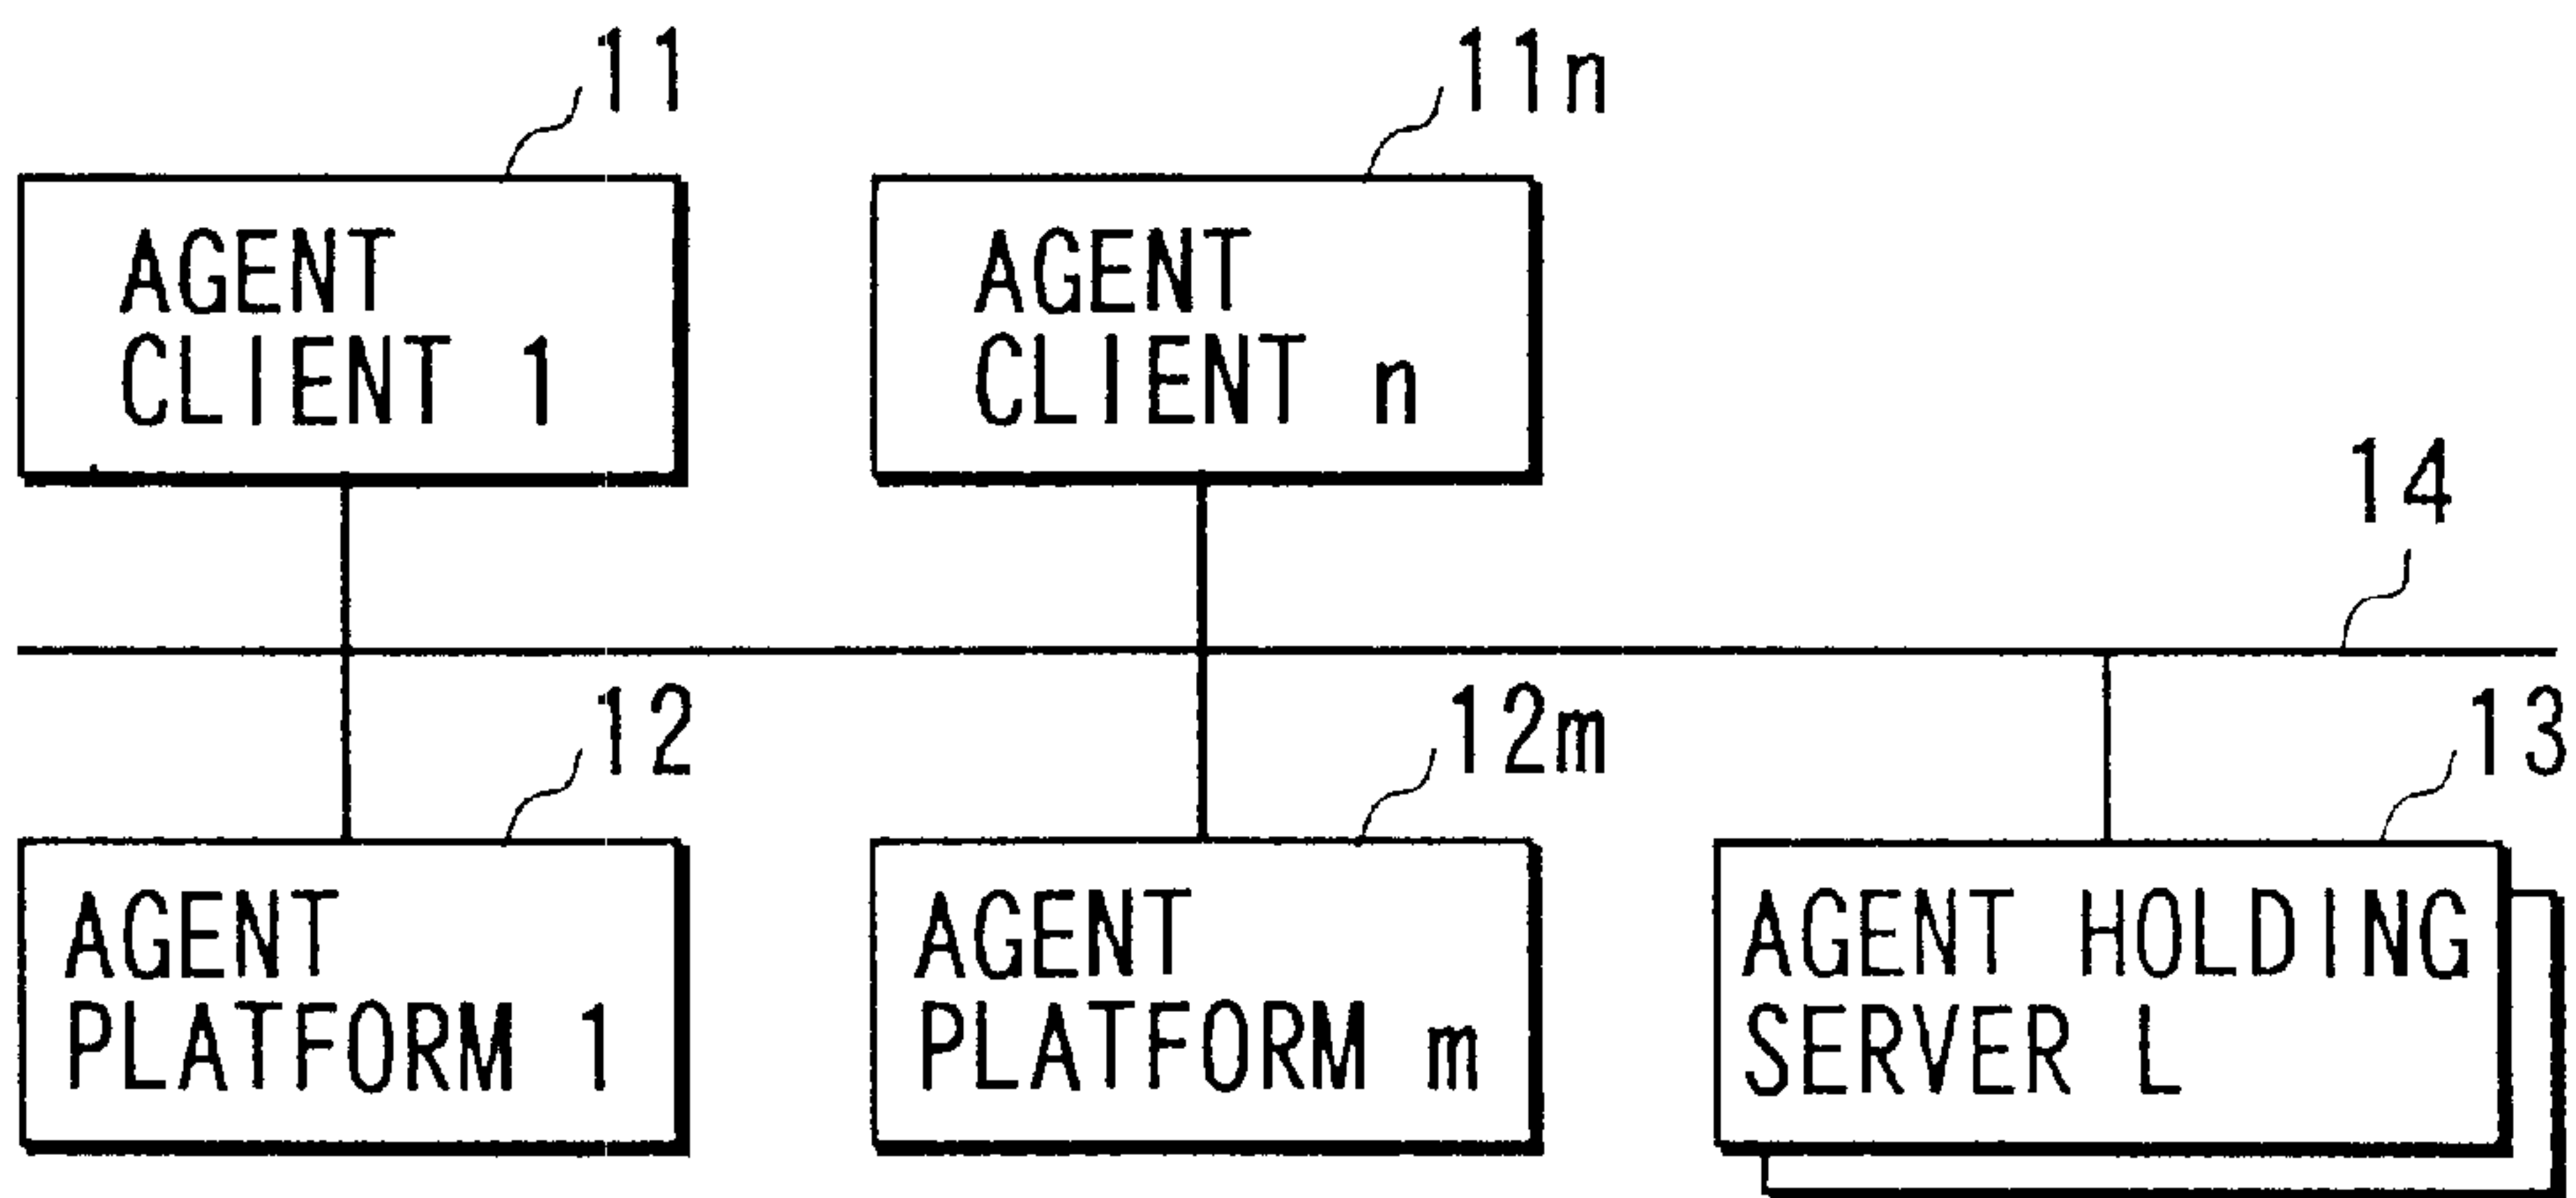 11
11n
AGENT
CLIENT 1
AGENT
CLIENT n
14
12
12m
13
AGENT
PLATFORM 1
AGENT
PLATFORM m
AGENT HOLDING
SERVER L